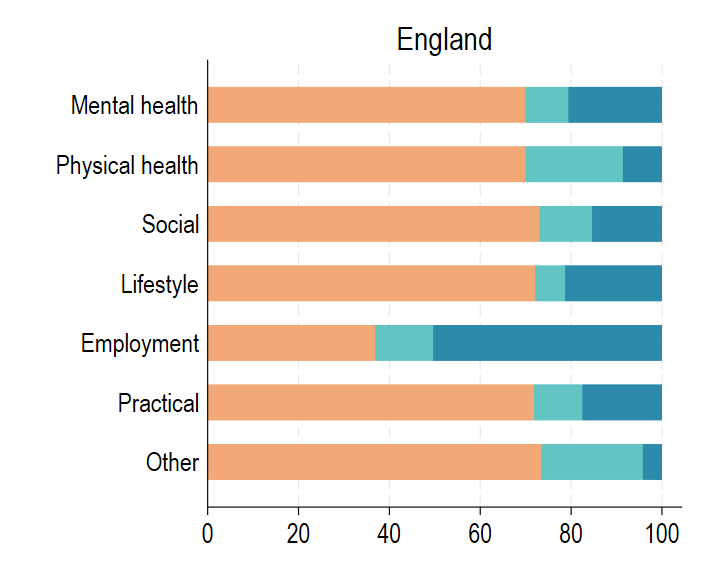 England
Mental health
Physical health
Social
Lifestyle
Employment
Practical
Other
0 20 40 60 80 100